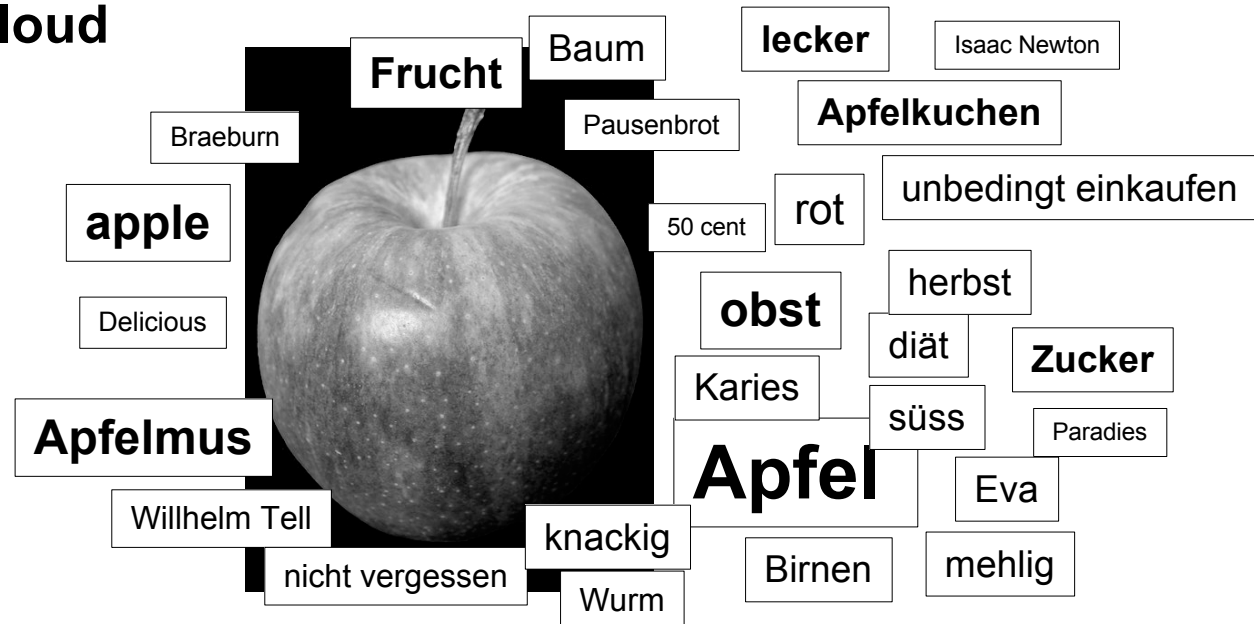 loud
Frucht
Baum
lecker
Isaac Newton
Braeburn
Pausenbrot
Apfelkuchen
apple
50 cent
rot
unbedingt einkaufen
Delicious
obst
herbst
diät
Zucker
Karies
süss
Paradies
Apfelmus
Apfel
Eva
Willhelm Tell
knackig
Birnen
mehlig
nicht vergessen
Wurm